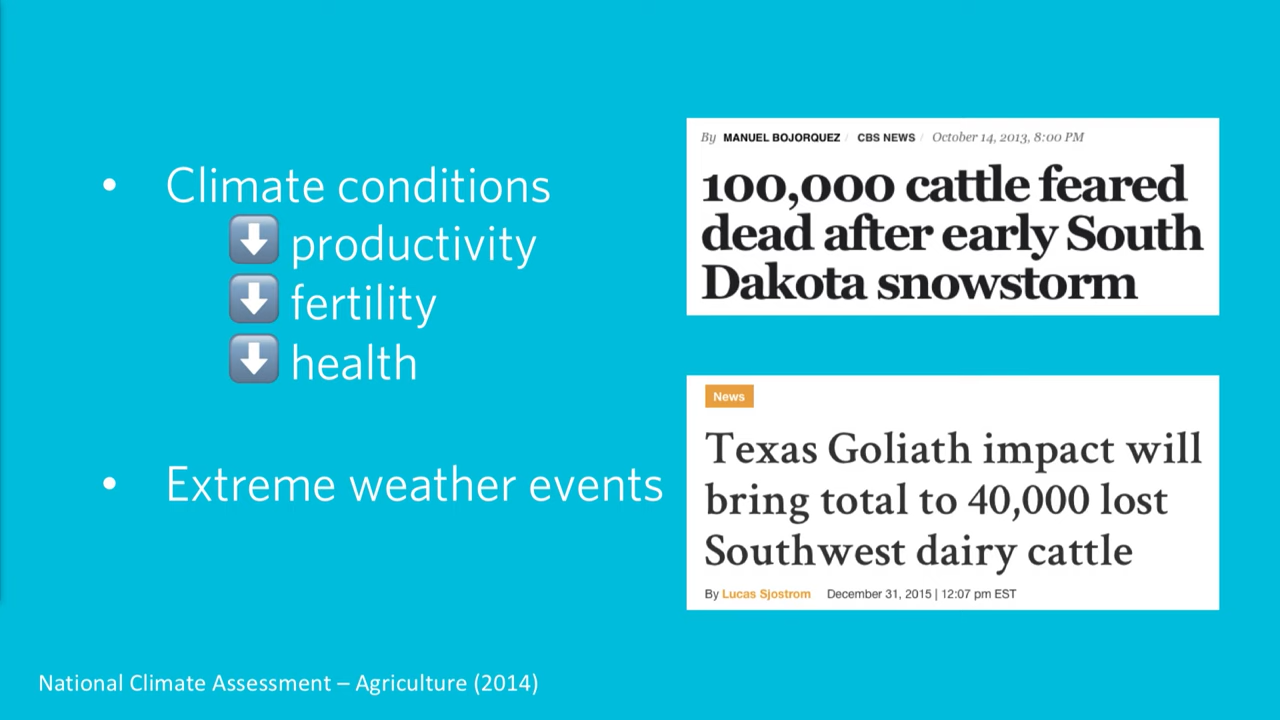 • Climate conditions
⬇ productivity
⬇ fertility
⬇ health
• Extreme weather events
By MANUEL BOJORQUEZ / CBS NEWS / October 14, 2013, 8:00 PM
100,000 cattle feared
dead after early South
Dakota snowstorm
News
Texas Goliath impact will
bring total to 40,000 lost
Southwest dairy cattle
By Lucas Sjostrom December 31, 2015 | 12:07 pm EST
National Climate Assessment – Agriculture (2014)